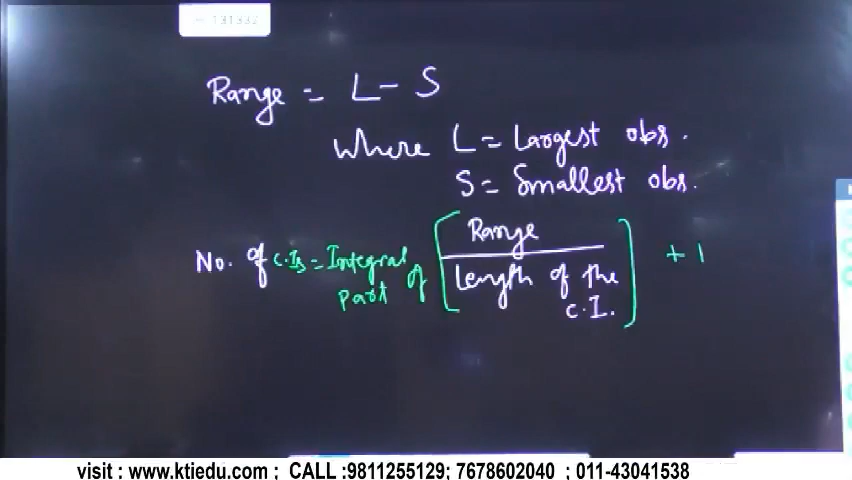 Range = L - S
where L = Largest obs.
S = Smallest obs.
No. of C.Is = Integral Part of [Range / Length of the C.I.] + 1
visit : www.ktiedu.com ; CALL :9811255129; 7678602040 ; 011-43041538